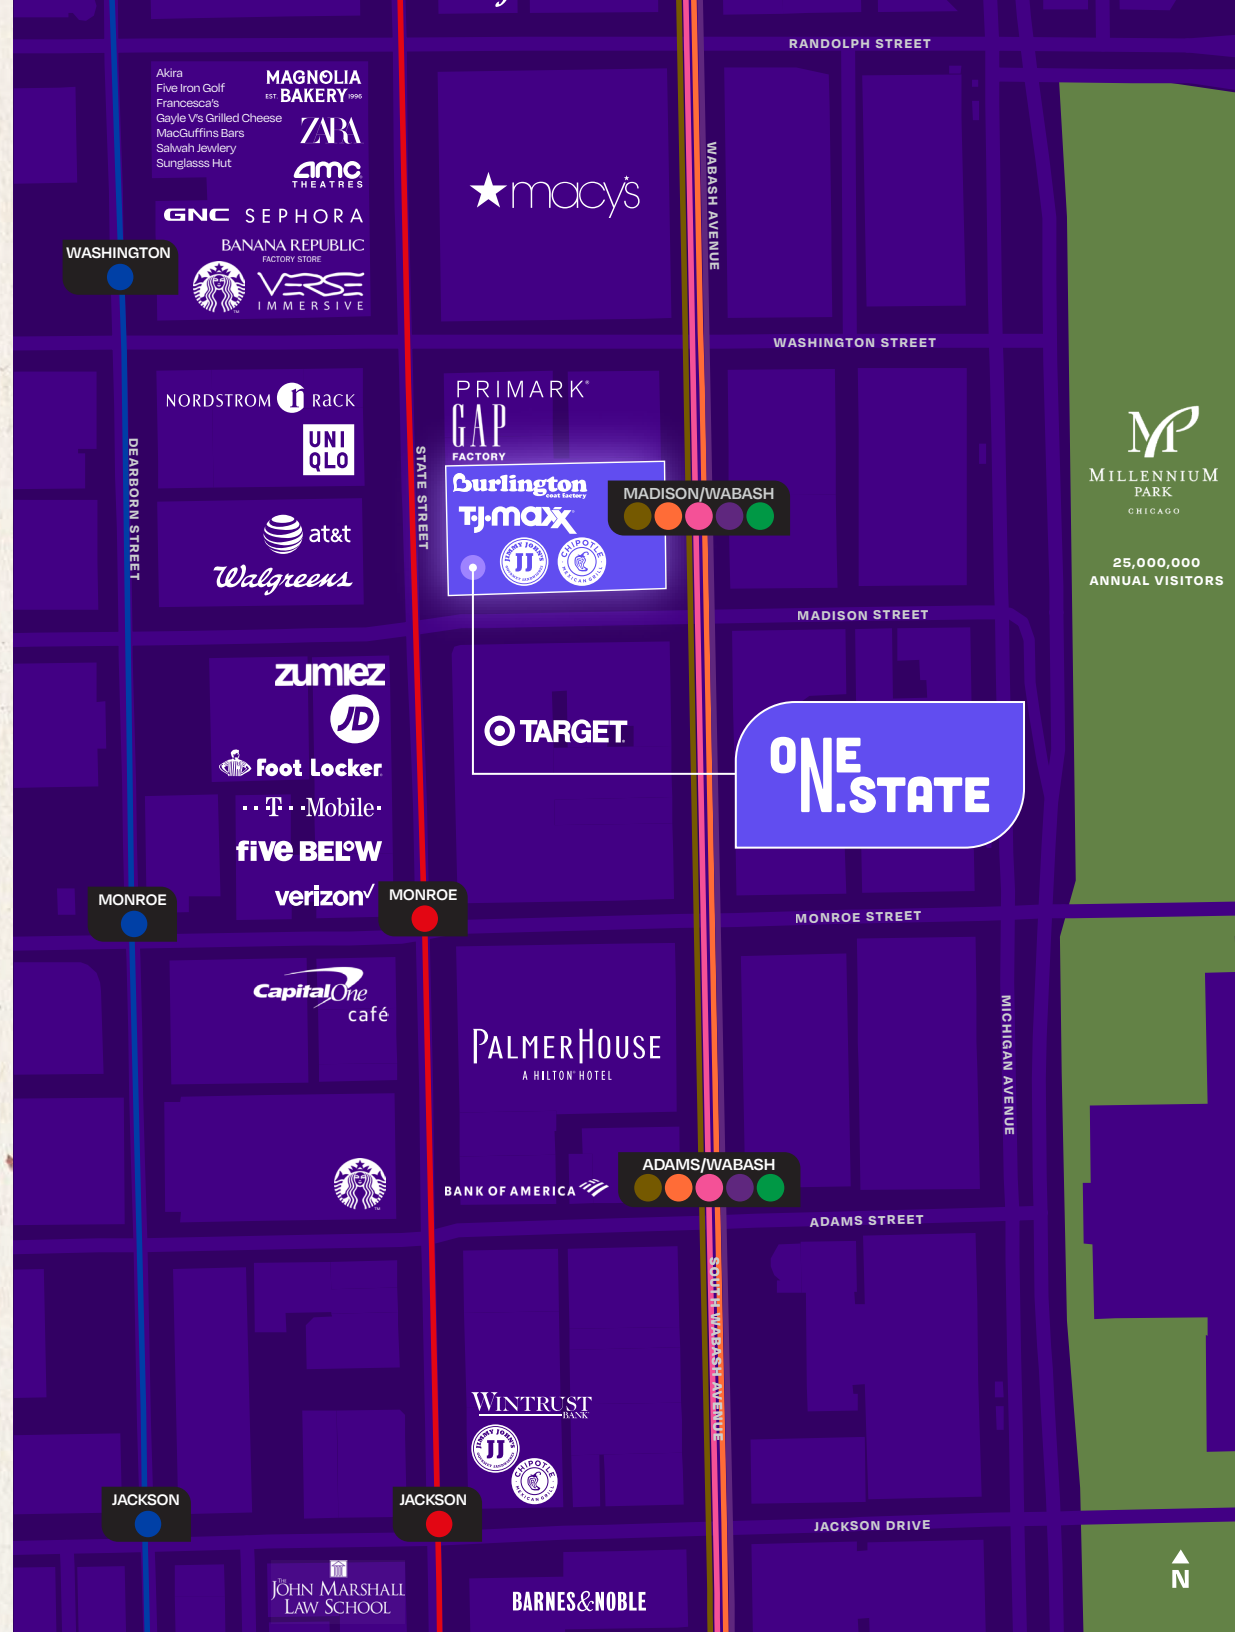 RANDOLPH STREET
Akira
Five Iron Golf
Francesca's
Gayle V's Grilled Cheese
MacGuffins Bars
Salwah Jewlery
Sunglasss Hut
MAGNOLIA
EST. BAKERY 1996
ZARA
amc
THEATRES
GNC SEPHORA
BANANA REPUBLIC
FACTORY STORE
VERSE
IMMERSIVE
macy's
WABASH AVENUE
WASHINGTON
WASHINGTON STREET
NORDSTROM r Rack
UNI
QLO
at&t
Walgreens
DEARBORN STREET
STATE STREET
PRIMARK
GAP
FACTORY
Burlington
coat factory
T·J·maxx
JIMMY JOHN'S
JJ
CHIPOTLE
MEXICAN GRILL
MADISON/WABASH
MILLENNIUM
PARK
CHICAGO
25,000,000
ANNUAL VISITORS
MADISON STREET
zumiez
JD
Foot Locker
T Mobile
five BELOW
verizon✓
TARGET
ONE
N.STATE
MONROE
MONROE
MONROE STREET
Capital One
café
PALMER HOUSE
A HILTON HOTEL
MICHIGAN AVENUE
BANK OF AMERICA
ADAMS/WABASH
ADAMS STREET
SOUTH WABASH AVENUE
WINTRUST
BANK
JIMMY JOHN'S
JJ
CHIPOTLE
MEXICAN GRILL
JACKSON
JACKSON
JACKSON DRIVE
THE
JOHN MARSHALL
LAW SCHOOL
BARNES&NOBLE
N